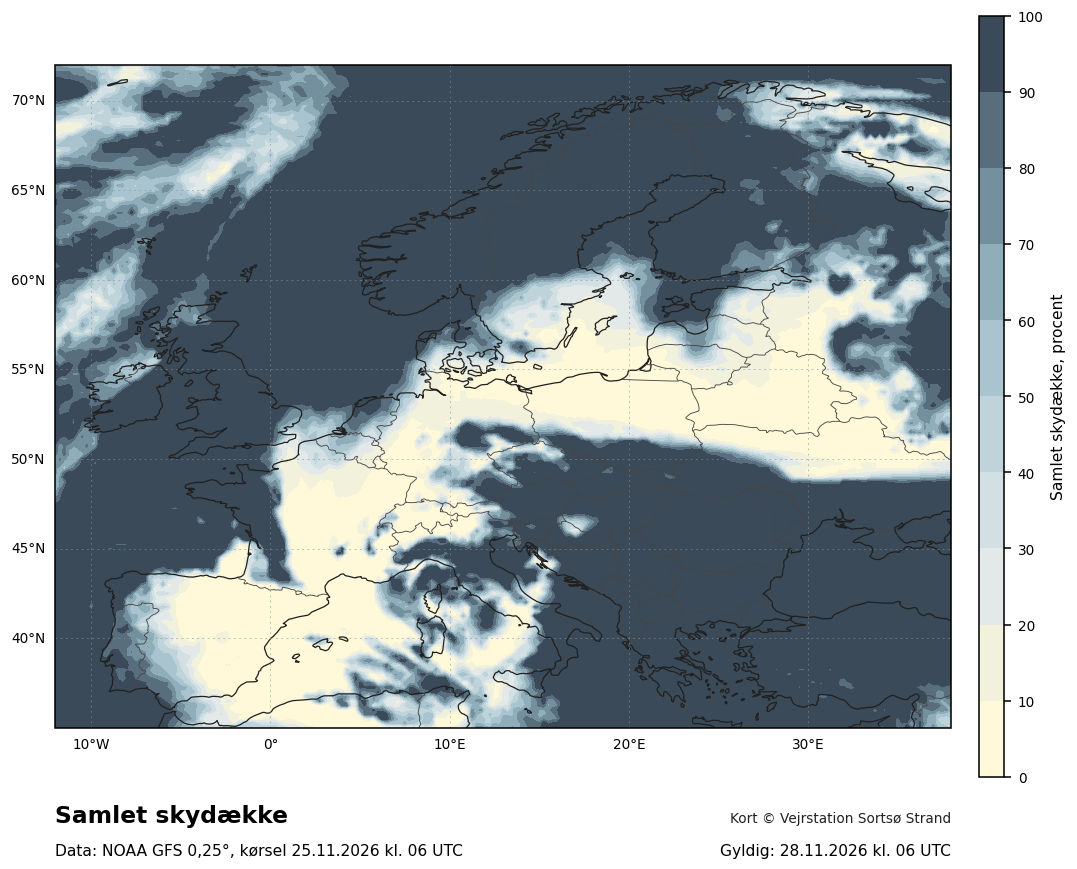 70°N
65°N
60°N
55°N
50°N
45°N
40°N
10°W
0°
10°E
20°E
30°E
100
90
80
70
60
50
40
30
20
10
0
Samlet skydække, procent
Samlet skydække
Kort © Vejrstation Sortsø Strand
Data: NOAA GFS 0,25°, kørsel 25.11.2026 kl. 06 UTC
Gyldig: 28.11.2026 kl. 06 UTC